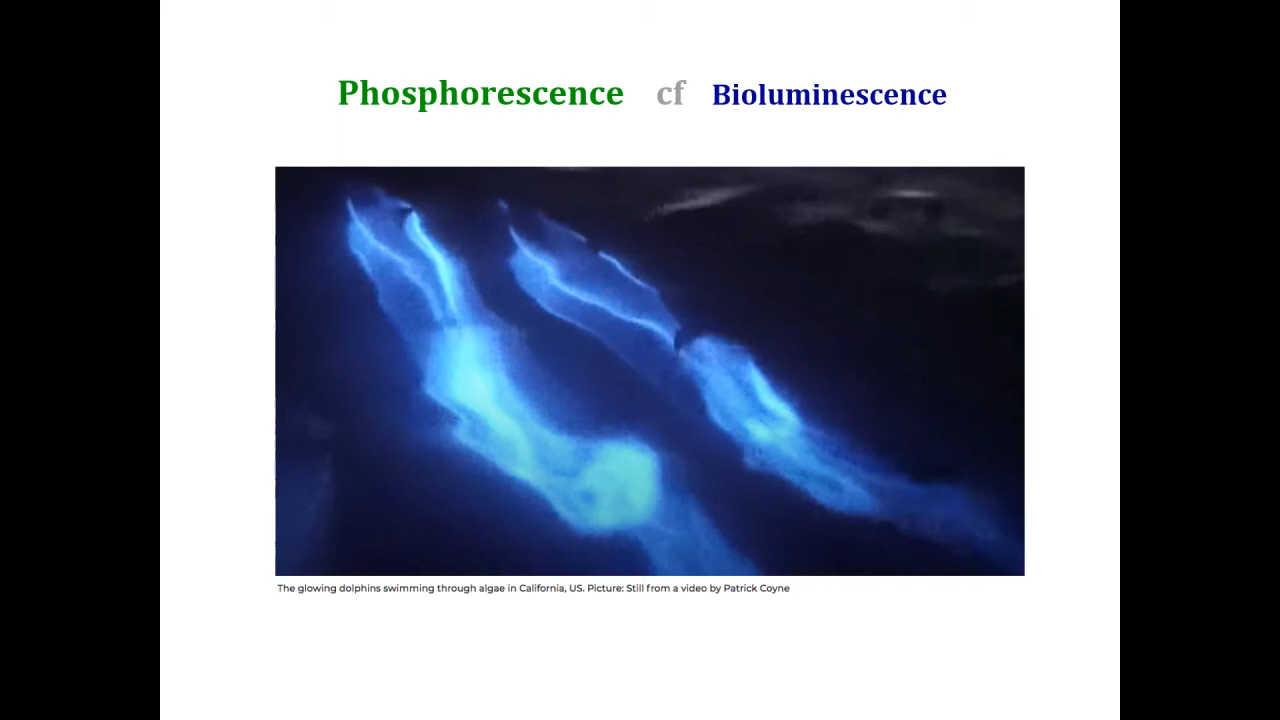 Phosphorescence cf Bioluminescence
The glowing dolphins swimming through algae in California, US. Picture: Still from a video by Patrick Coyne